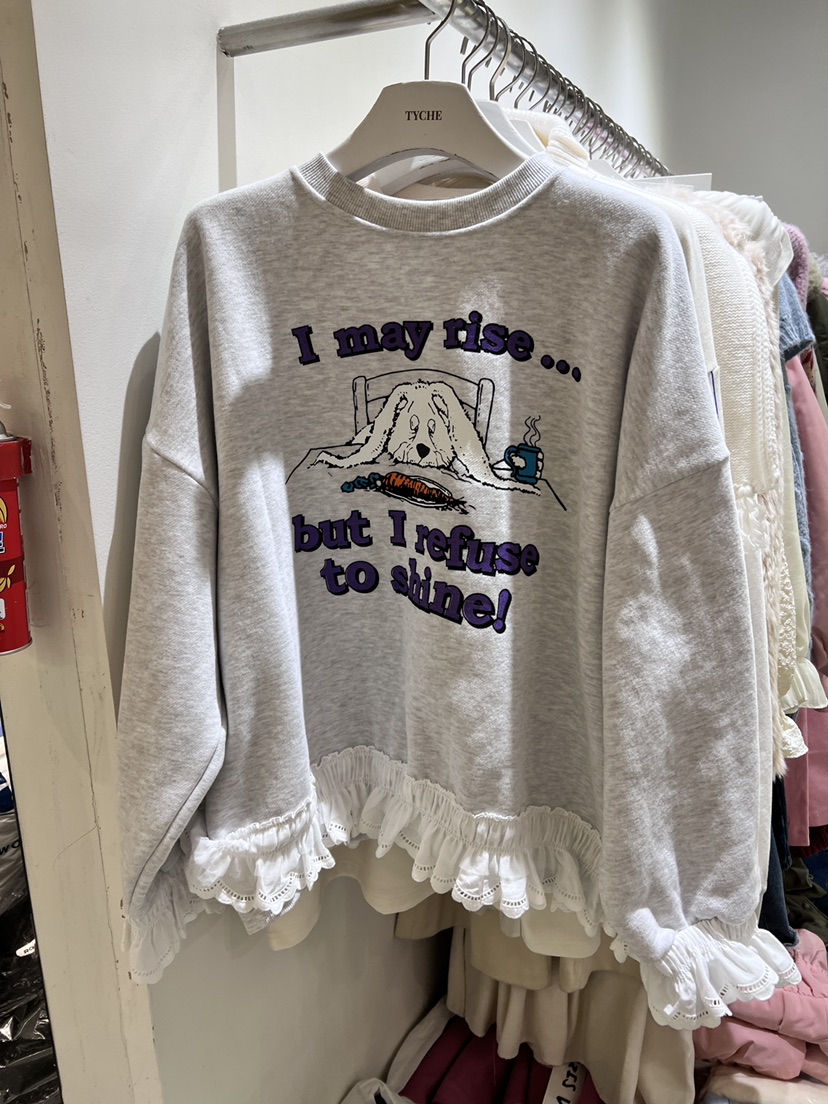 TYCHE
I may rise...
but I refuse
to shine!